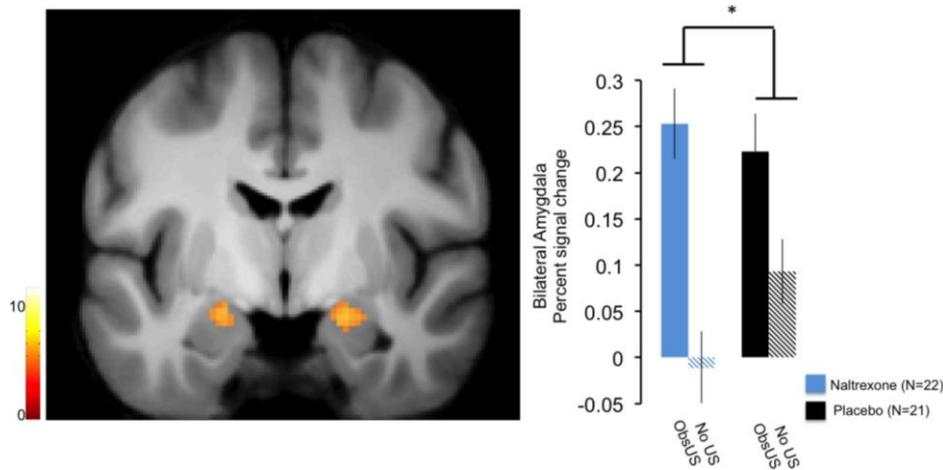 10
0
*
Bilateral Amygdala
Percent signal change
0.3
0.25
0.2
0.15
0.1
0.05
0
-0.05
ObsUS
No US
ObsUS
No US
Naltrexone (N=22)
Placebo (N=21)